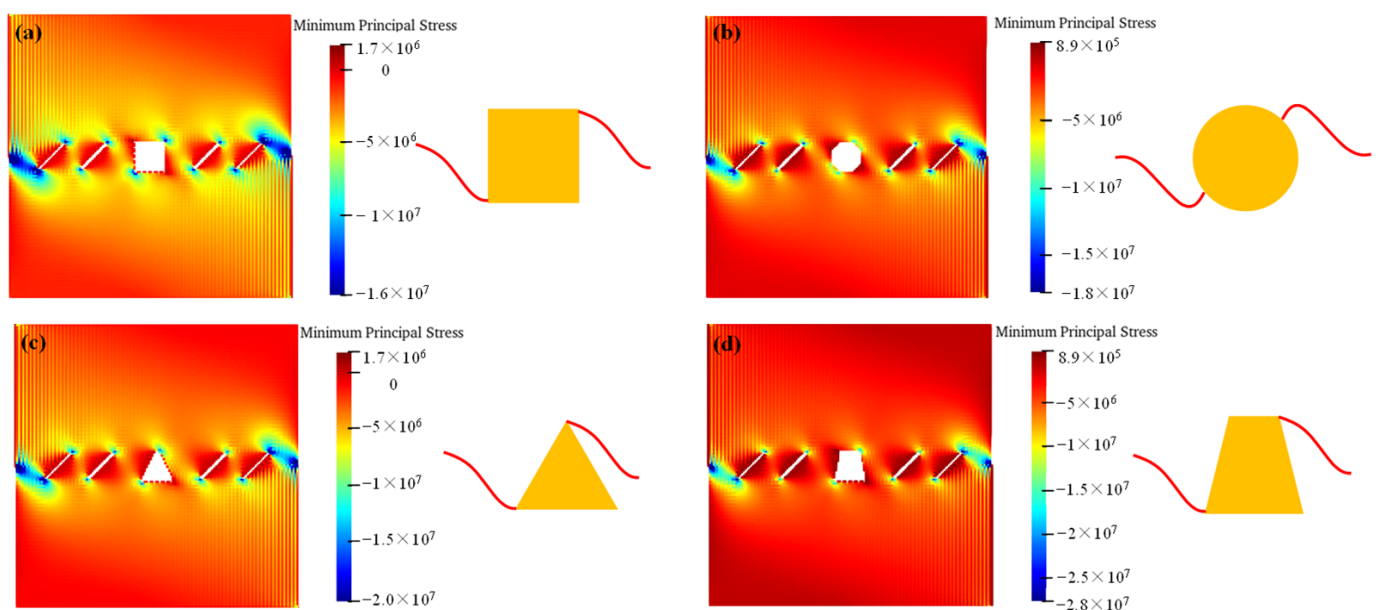 (a)
Minimum Principal Stress
1.7×10⁶
0
−5×10⁶
− 1×10⁷
−1.6×10⁷
(b)
Minimum Principal Stress
8.9×10⁵
−5×10⁶
−1×10⁷
−1.5×10⁷
−1.8×10⁷
(c)
Minimum Principal Stress
1.7×10⁶
0
−5×10⁶
−1×10⁷
−1.5×10⁷
−2.0×10⁷
(d)
Minimum Principal Stress
8.9×10⁵
−5×10⁶
−1×10⁷
−1.5×10⁷
−2×10⁷
−2.5×10⁷
−2.8×10⁷